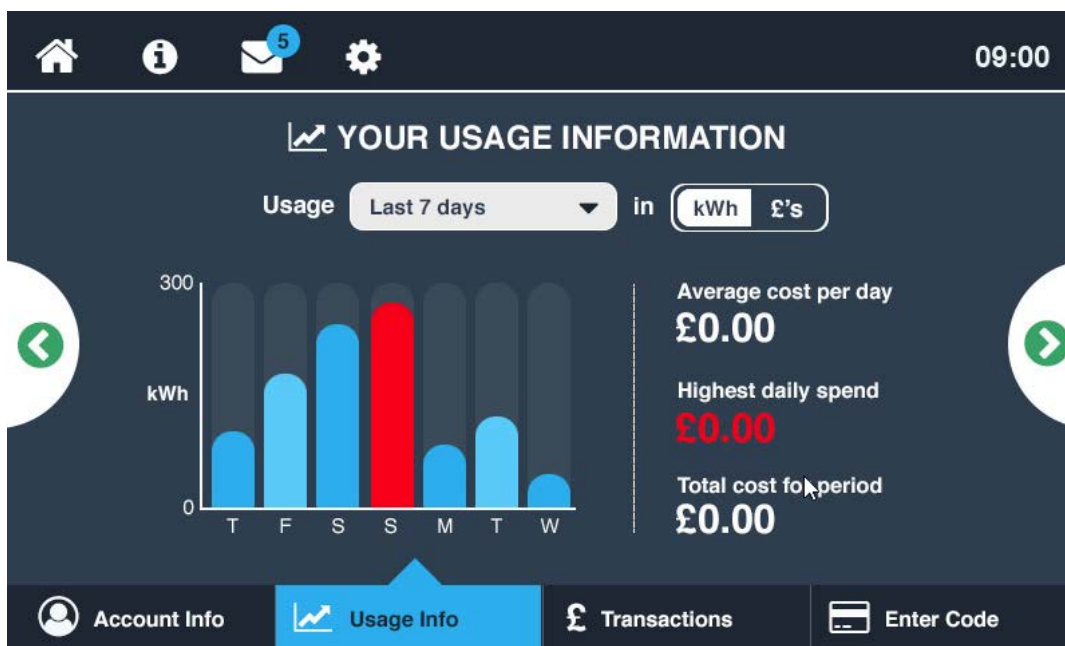 5
09:00
YOUR USAGE INFORMATION
Usage Last 7 days in kWh £'s
300
kWh
0
T F S S M T W
Average cost per day
£0.00
Highest daily spend
£0.00
Total cost for period
£0.00
Account Info Usage Info £ Transactions Enter Code